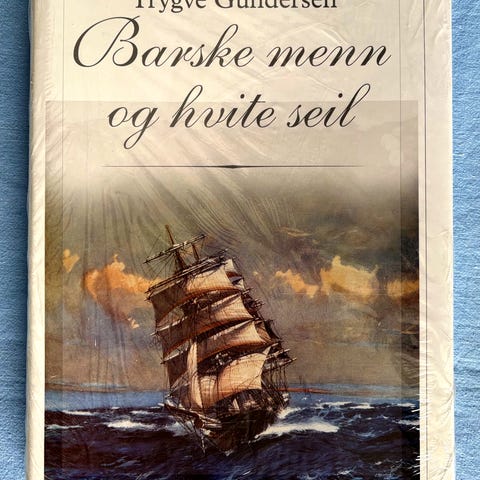 Trygve Gundersen
Barske menn
og hvite seil